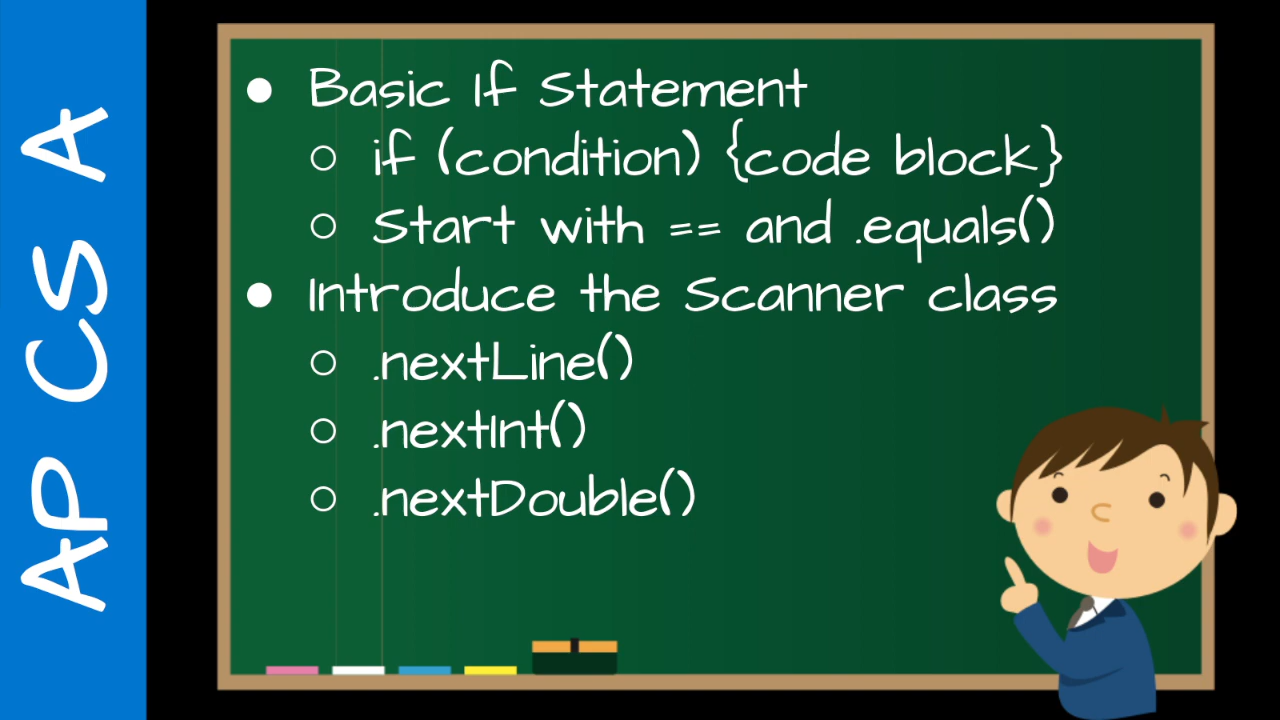 AP CS A
● Basic If Statement
○ if (condition) {code block}
○ Start with == and .equals()
● Introduce the Scanner class
○ .nextLine()
○ .nextInt()
○ .nextDouble()